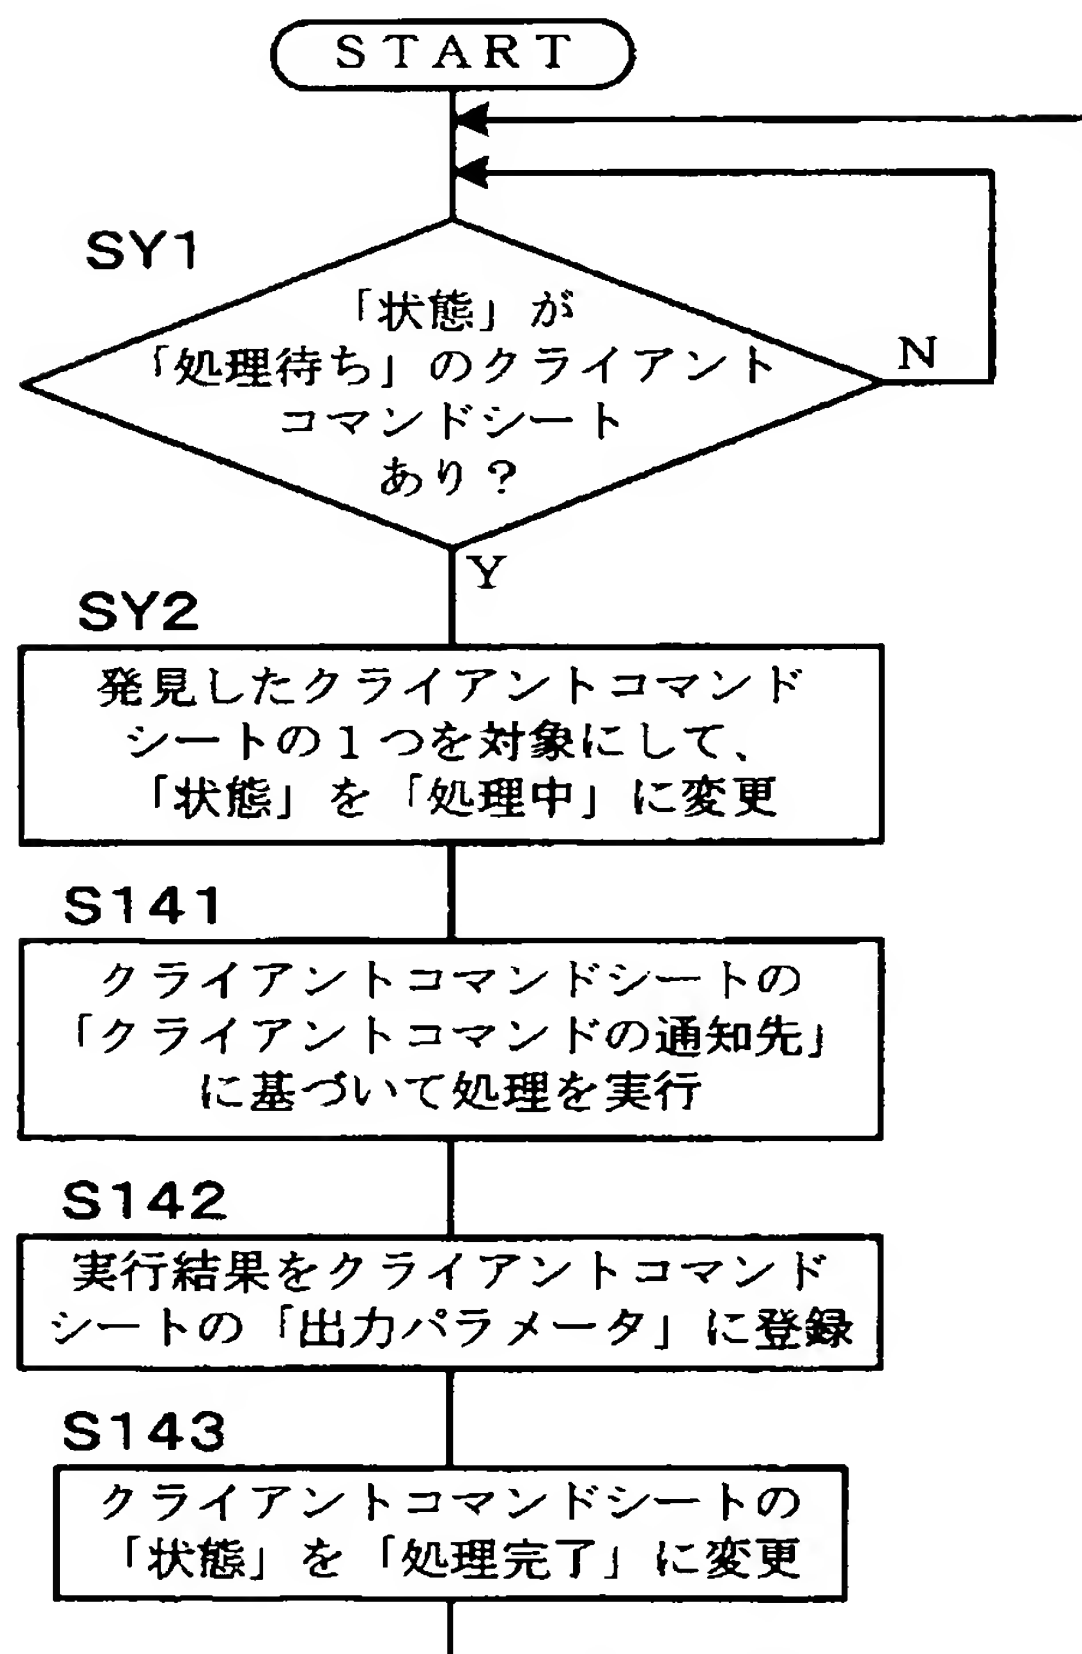 START
SY1
「状態」が
「処理待ち」のクライアント
コマンドシート
あり？
N
Y
SY2
発見したクライアントコマンド
シートの１つを対象にして、
「状態」を「処理中」に変更
S141
クライアントコマンドシートの
「クライアントコマンドの通知先」
に基づいて処理を実行
S142
実行結果をクライアントコマンド
シートの「出力パラメータ」に登録
S143
クライアントコマンドシートの
「状態」を「処理完了」に変更